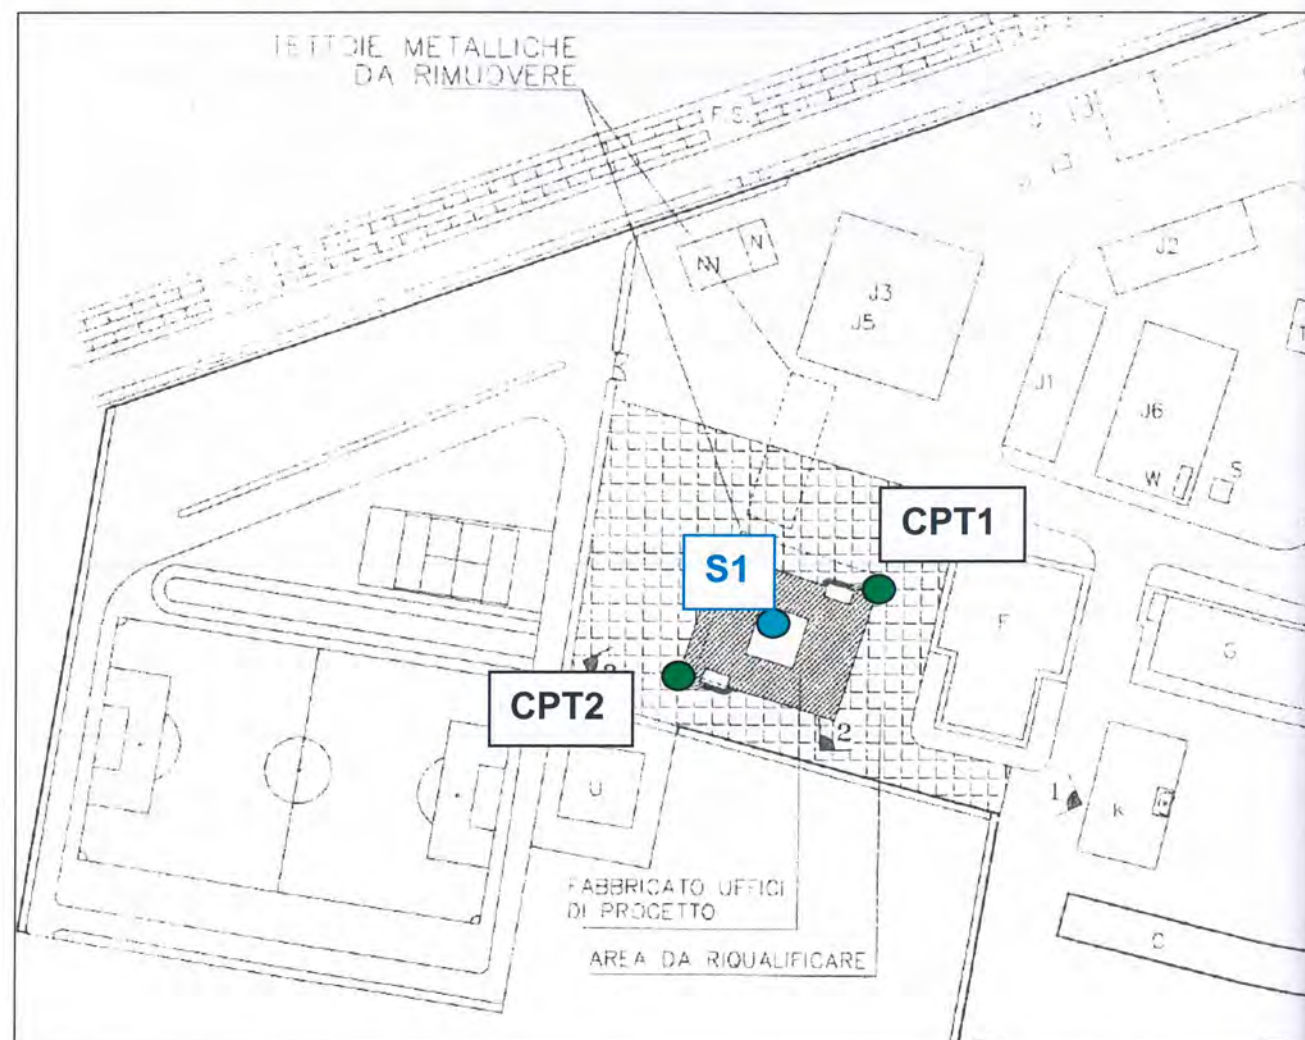 TETTOIE METALLICHE
DA RIMUOVERE
F.S.
N
J2
J3
J5
J1
J6
W
S
CPT1
S1
F
G
CPT2
2
2
1
U
K
FABBRICATO UFFICI
DI PROGETTO
AREA DA RIQUALIFICARE
C